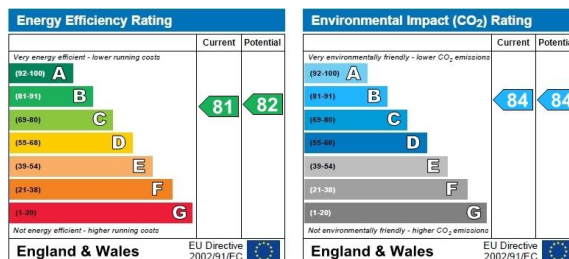 Energy Efficiency Rating
Current Potential
Very energy efficient - lower running costs
(92-100) A
(81-91) B
81 82
(69-80) C
(55-68) D
(39-54) E
(21-38) F
(1-20) G
Not energy efficient - higher running costs
England & Wales
EU Directive
2002/91/EC
Environmental Impact (CO₂) Rating
Current Potentia
Very environmentally friendly - lower CO₂ emissions
(92-100) A
(81-91) B
84 84
(69-80) C
(55-68) D
(39-54) E
(21-38) F
(1-20) G
Not environmentally friendly - higher CO₂ emissions
England & Wales
EU Directive
2002/91/EC